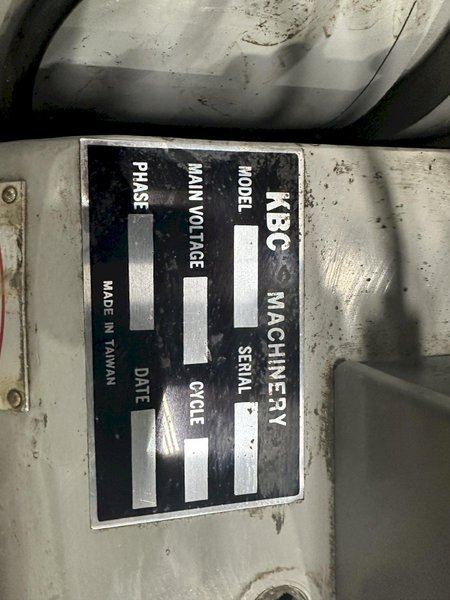 KBC MACHINERY
MODEL SERIAL
MAIN VOLTAGE CYCLE
PHASE DATE
MADE IN TAIWAN